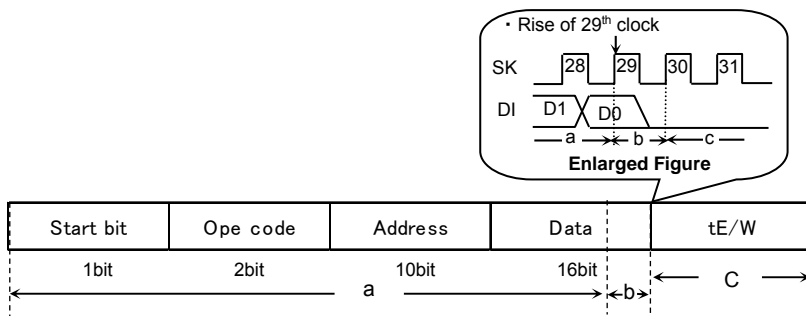 ・Rise of 29th clock
SK 28 29 30 31
DI D1 D0
a b c
Enlarged Figure
Start bit Ope code Address Data tE/W
1bit 2bit 10bit 16bit
a b C